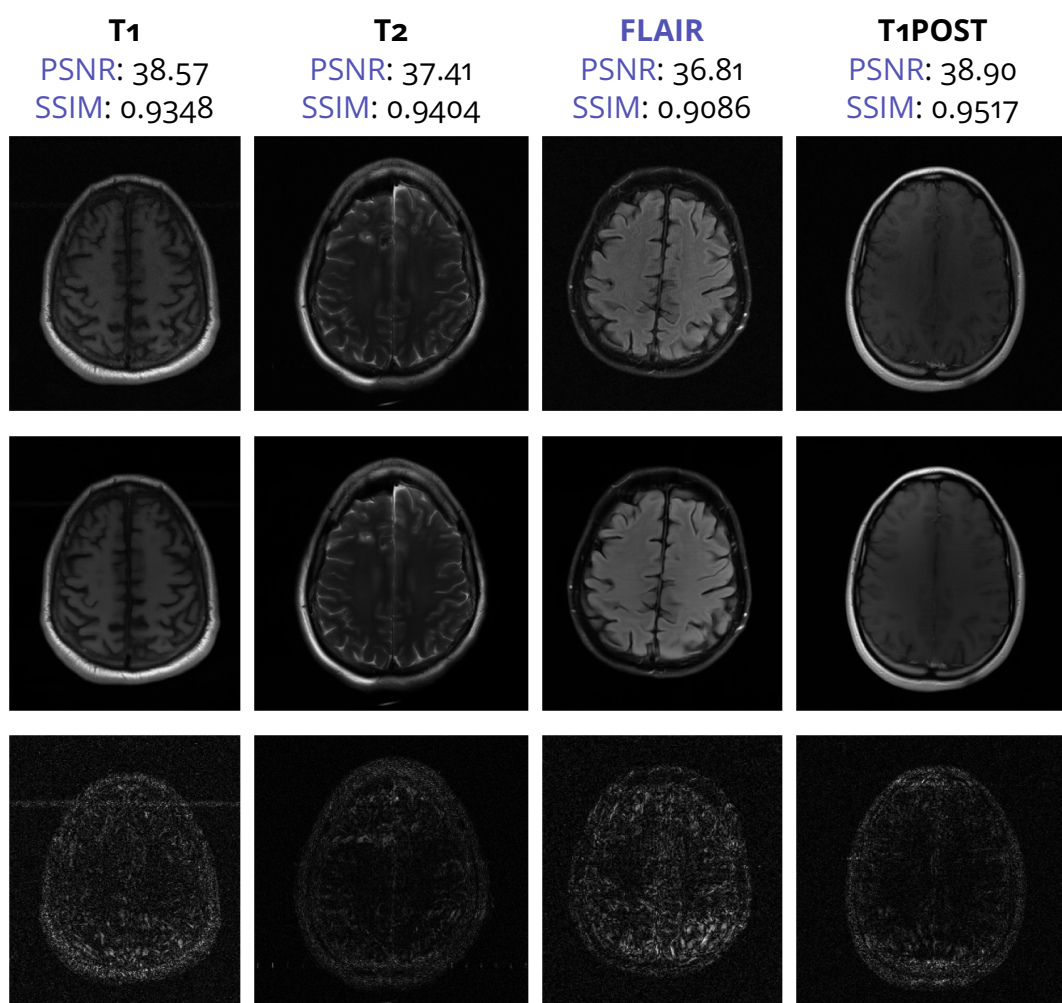 T1
PSNR: 38.57
SSIM: 0.9348
T2
PSNR: 37.41
SSIM: 0.9404
FLAIR
PSNR: 36.81
SSIM: 0.9086
T1POST
PSNR: 38.90
SSIM: 0.9517